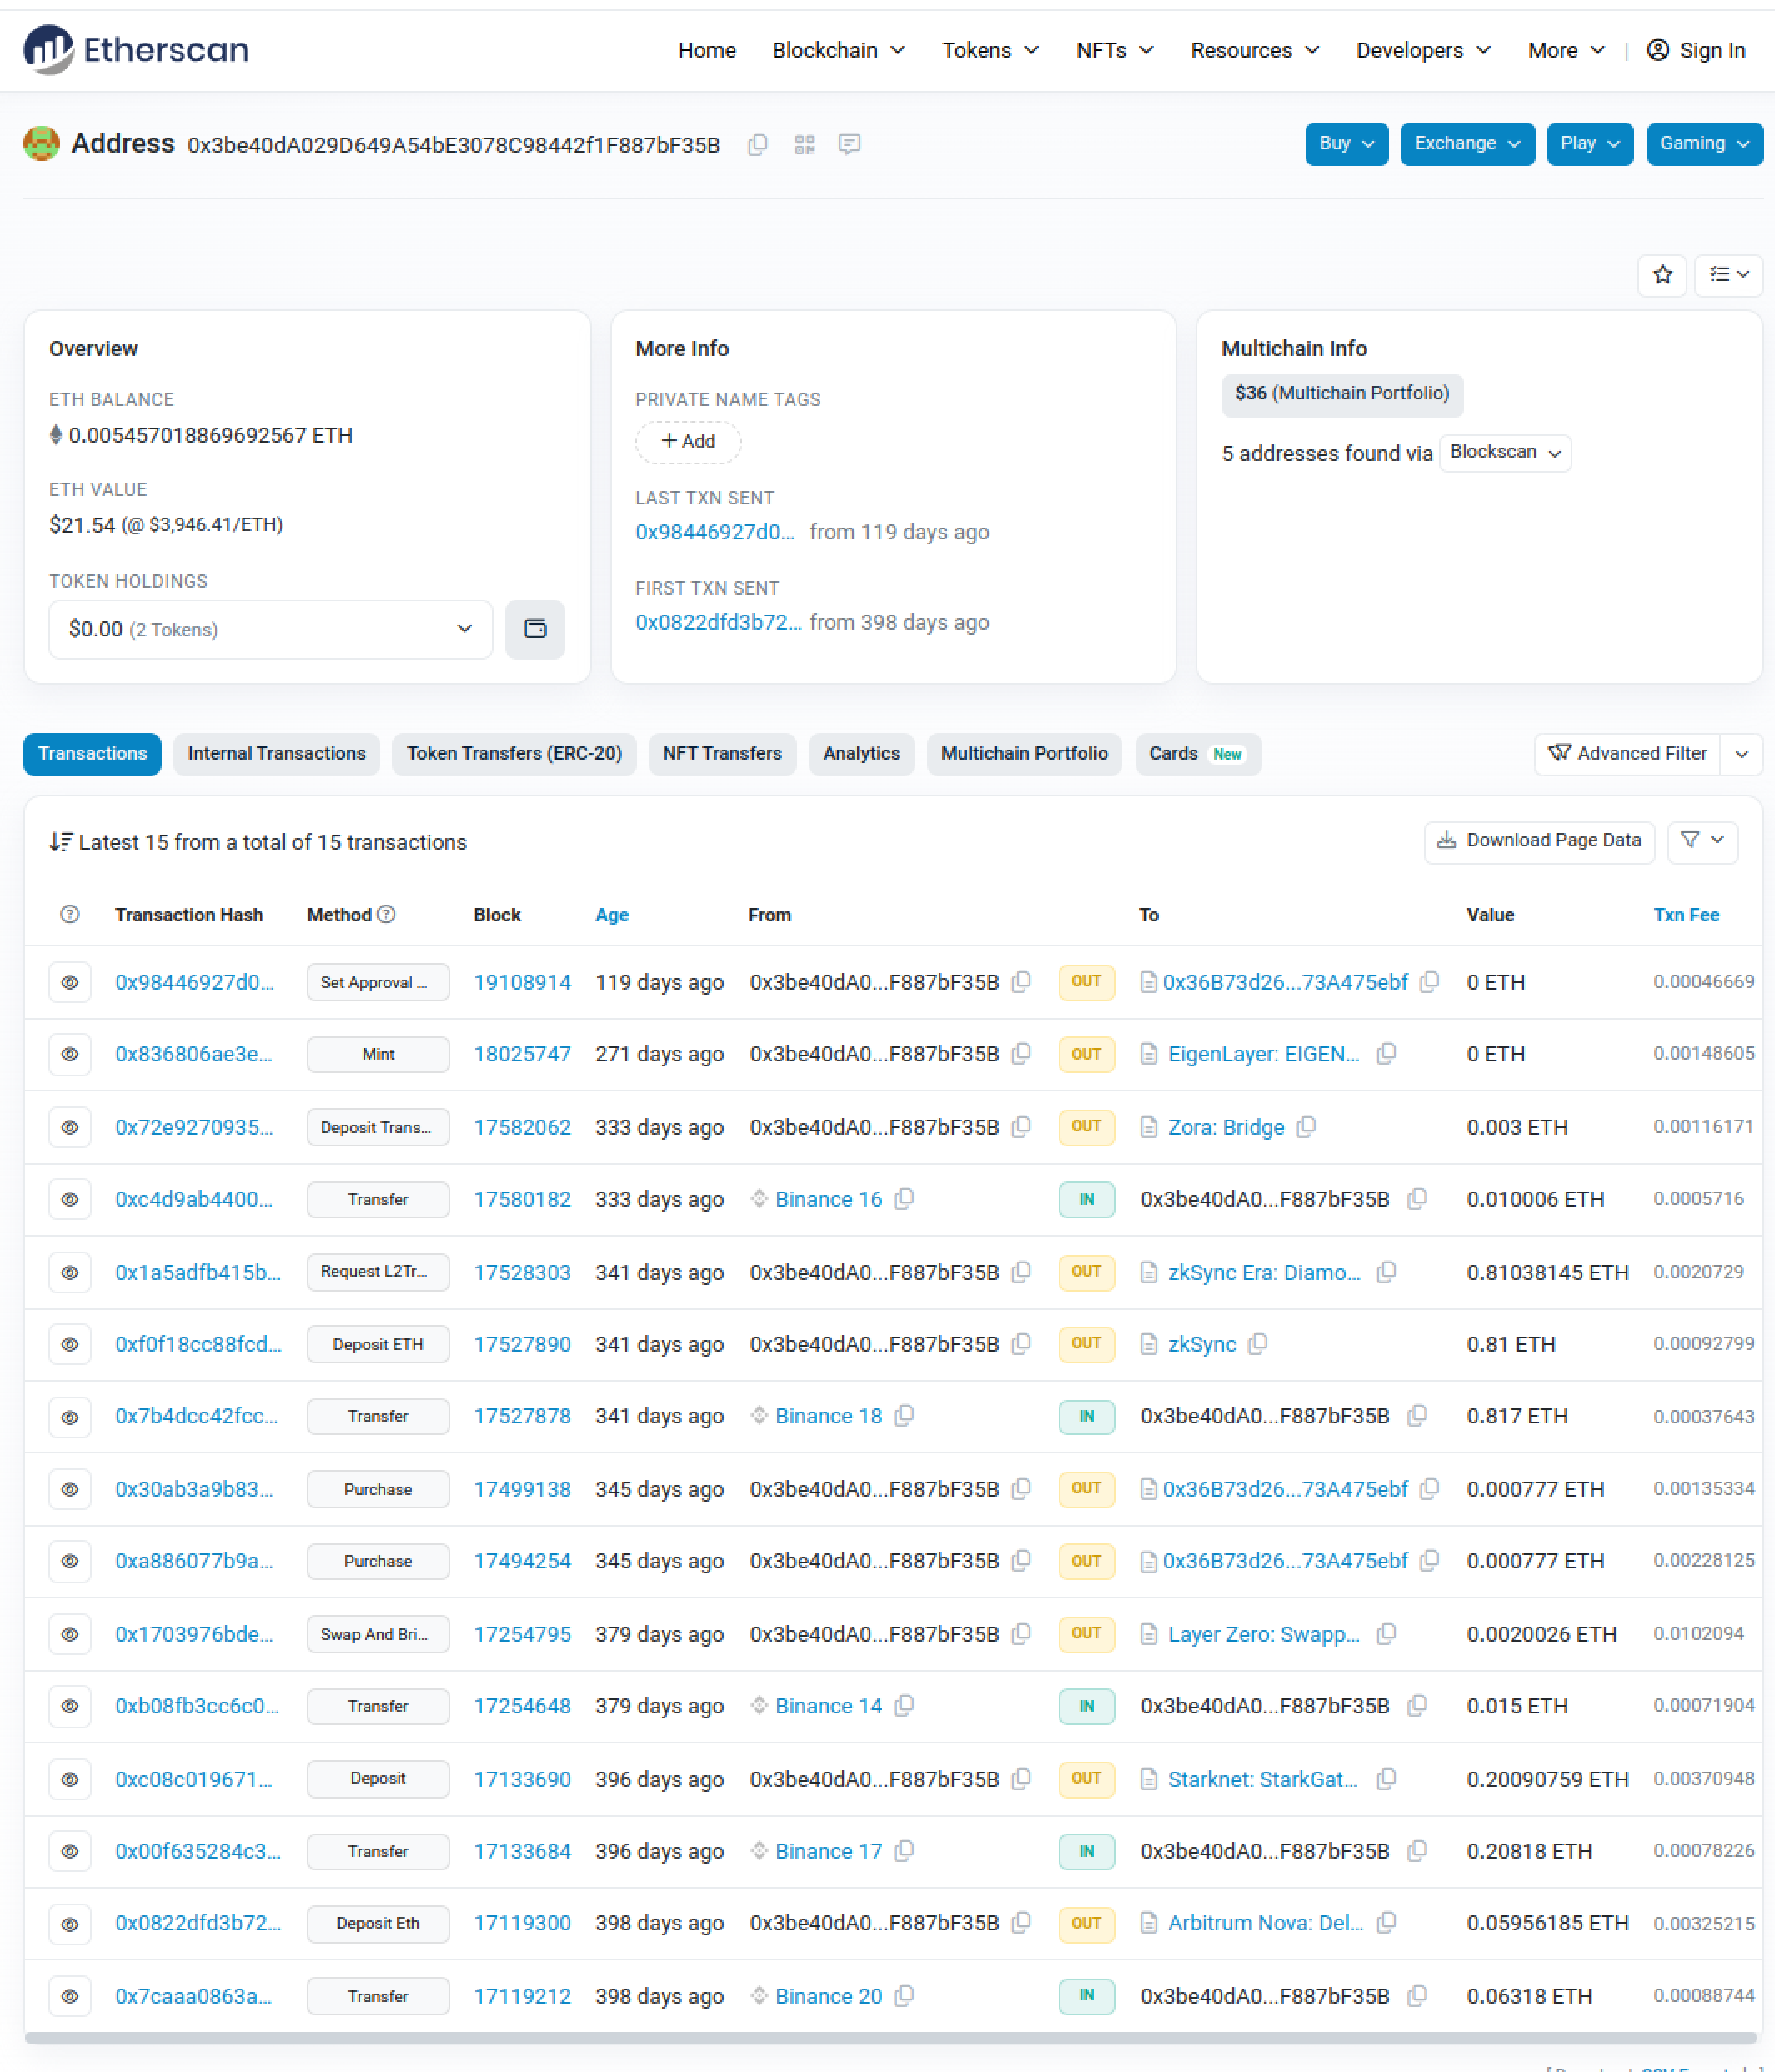 Etherscan
Home Blockchain Tokens NFTs Resources Developers More | Sign In
Address 0x3be40dA029D649A54bE3078C98442f1F887bF35B
Buy Exchange Play Gaming
Overview
ETH BALANCE
0.005457018869692567 ETH
ETH VALUE
$21.54 (@ $3,946.41/ETH)
TOKEN HOLDINGS
$0.00 (2 Tokens)
More Info
PRIVATE NAME TAGS
+ Add
LAST TXN SENT
0x98446927d0... from 119 days ago
FIRST TXN SENT
0x0822dfd3b72... from 398 days ago
Multichain Info
$36 (Multichain Portfolio)
5 addresses found via Blockscan
Transactions Internal Transactions Token Transfers (ERC-20) NFT Transfers Analytics Multichain Portfolio Cards New Advanced Filter
Latest 15 from a total of 15 transactions Download Page Data
Transaction Hash Method Block Age From To Value Txn Fee
0x98446927d0... Set Approval ... 19108914 119 days ago 0x3be40dA0...F887bF35B OUT 0x36B73d26...73A475ebf 0 ETH 0.00046669
0x836806ae3e... Mint 18025747 271 days ago 0x3be40dA0...F887bF35B OUT EigenLayer: EIGEN... 0 ETH 0.00148605
0x72e9270935... Deposit Trans... 17582062 333 days ago 0x3be40dA0...F887bF35B OUT Zora: Bridge 0.003 ETH 0.00116171
0xc4d9ab4400... Transfer 17580182 333 days ago Binance 16 IN 0x3be40dA0...F887bF35B 0.010006 ETH 0.0005716
0x1a5adfb415b... Request L2Tr... 17528303 341 days ago 0x3be40dA0...F887bF35B OUT zkSync Era: Diamo... 0.81038145 ETH 0.0020729
0xf0f18cc88fcd... Deposit ETH 17527890 341 days ago 0x3be40dA0...F887bF35B OUT zkSync 0.81 ETH 0.00092799
0x7b4dcc42fcc... Transfer 17527878 341 days ago Binance 18 IN 0x3be40dA0...F887bF35B 0.817 ETH 0.00037643
0x30ab3a9b83... Purchase 17499138 345 days ago 0x3be40dA0...F887bF35B OUT 0x36B73d26...73A475ebf 0.000777 ETH 0.00135334
0xa886077b9a... Purchase 17494254 345 days ago 0x3be40dA0...F887bF35B OUT 0x36B73d26...73A475ebf 0.000777 ETH 0.00228125
0x1703976bde... Swap And Bri... 17254795 379 days ago 0x3be40dA0...F887bF35B OUT Layer Zero: Swapp... 0.0020026 ETH 0.0102094
0xb08fb3cc6c0... Transfer 17254648 379 days ago Binance 14 IN 0x3be40dA0...F887bF35B 0.015 ETH 0.00071904
0xc08c019671... Deposit 17133690 396 days ago 0x3be40dA0...F887bF35B OUT Starknet: StarkGat... 0.20090759 ETH 0.00370948
0x00f635284c3... Transfer 17133684 396 days ago Binance 17 IN 0x3be40dA0...F887bF35B 0.20818 ETH 0.00078226
0x0822dfd3b72... Deposit Eth 17119300 398 days ago 0x3be40dA0...F887bF35B OUT Arbitrum Nova: Del... 0.05956185 ETH 0.00325215
0x7caaa0863a... Transfer 17119212 398 days ago Binance 20 IN 0x3be40dA0...F887bF35B 0.06318 ETH 0.00088744